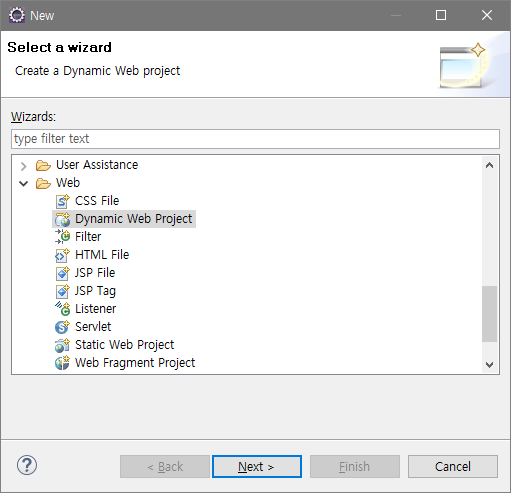 New
Select a wizard
Create a Dynamic Web project
Wizards:
type filter text
User Assistance
Web
CSS File
Dynamic Web Project
Filter
HTML File
JSP File
JSP Tag
Listener
Servlet
Static Web Project
Web Fragment Project
? < Back Next > Finish Cancel